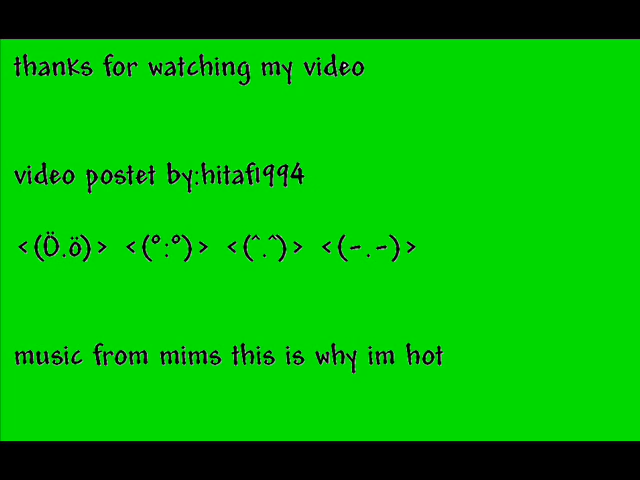 thanks for watching my video
video postet by:hitaf1994
<(Ö.ö)> <(°:°)> <(^.^)> <(-.-)>
music from mims this is why im hot